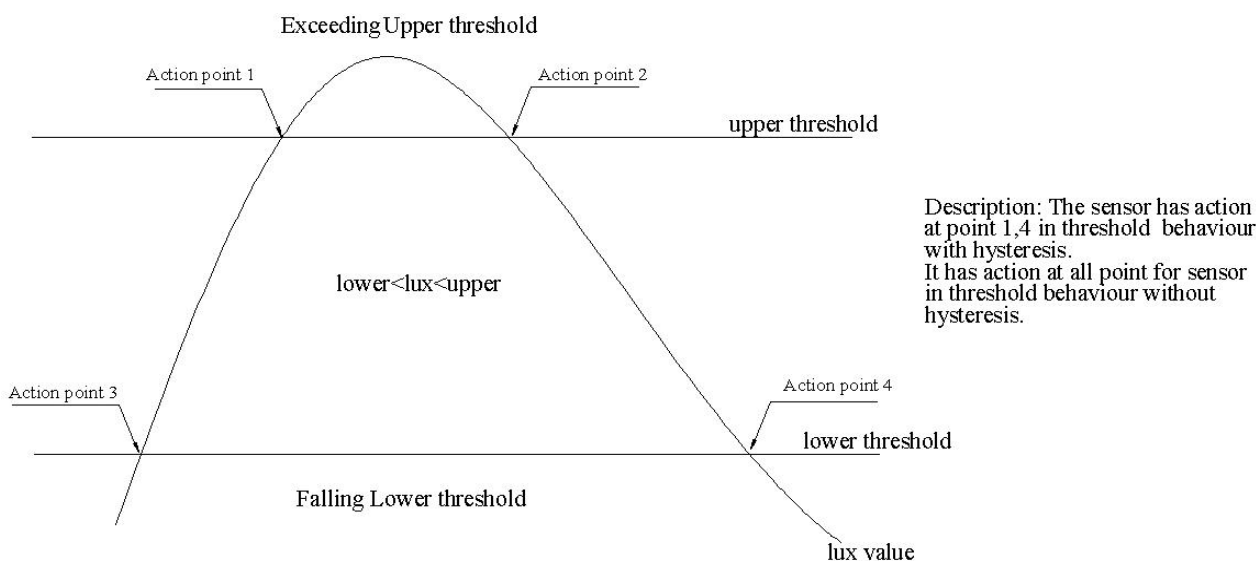 Exceeding Upper threshold
Action point 1
Action point 2
upper threshold
Description: The sensor has action
at point 1,4 in threshold behaviour
with hysteresis.
It has action at all point for sensor
in threshold behaviour without
hysteresis.
lower<lux<upper
Action point 3
Action point 4
lower threshold
Falling Lower threshold
lux value